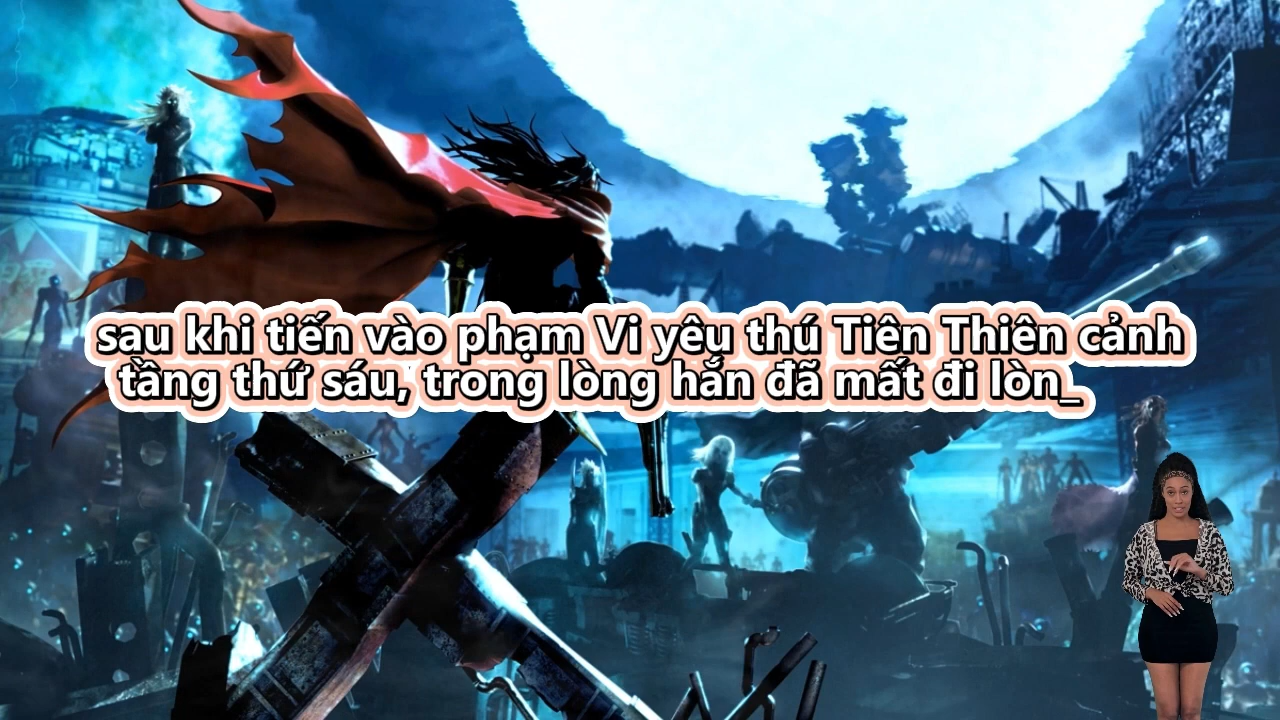 sau khi tiến vào phạm Vi yêu thú Tiên Thiên cảnh
tầng thứ sáu, trong lòng hắn đã mất đi lòn_